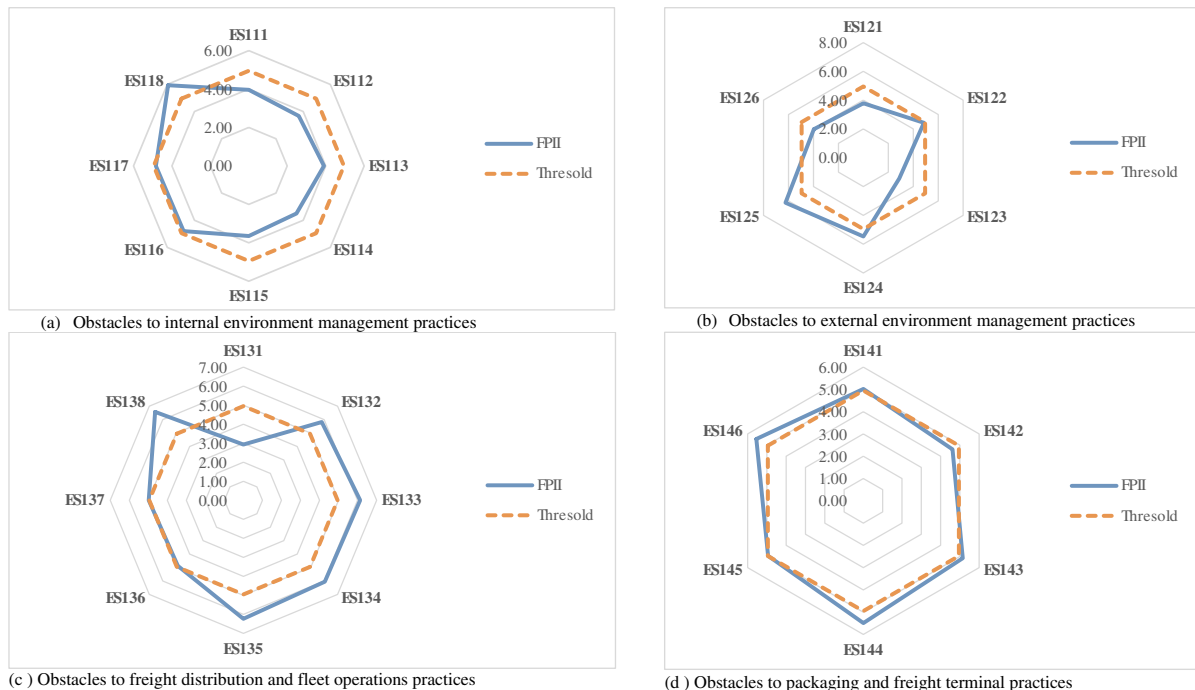 ES111
6.00
4.00
2.00
0.00
ES112
ES113
ES114
ES115
ES116
ES117
ES118
FPII
Thresold
(a) Obstacles to internal environment management practices
ES121
8.00
6.00
4.00
2.00
0.00
ES122
ES123
ES124
ES125
ES126
FPII
Thresold
(b) Obstacles to external environment management practices
ES131
7.00
6.00
5.00
4.00
3.00
2.00
1.00
0.00
ES132
ES133
ES134
ES135
ES136
ES137
ES138
FPII
Thresold
(c ) Obstacles to freight distribution and fleet operations practices
ES141
6.00
5.00
4.00
3.00
2.00
1.00
0.00
ES142
ES143
ES144
ES145
ES146
FPII
Thresold
(d ) Obstacles to packaging and freight terminal practices